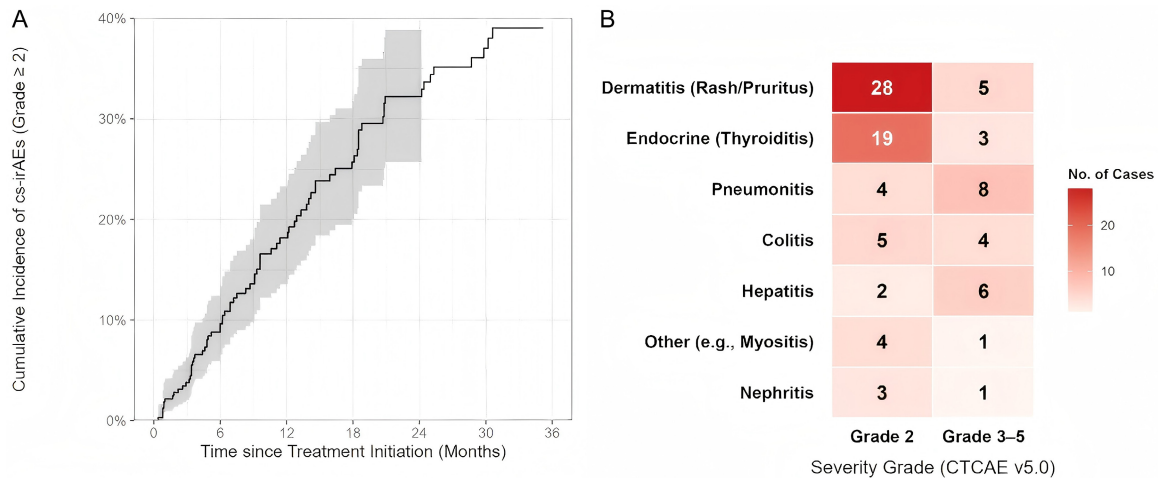 A
Cumulative Incidence of cs-irAEs (Grade ≥ 2)
40%
30%
20%
10%
0%
0 6 12 18 24 30 36
Time since Treatment Initiation (Months)
B
Dermatitis (Rash/Pruritus) 28 5
Endocrine (Thyroiditis) 19 3
Pneumonitis 4 8
Colitis 5 4
Hepatitis 2 6
Other (e.g., Myositis) 4 1
Nephritis 3 1
Grade 2 Grade 3–5
Severity Grade (CTCAE v5.0)
No. of Cases
20
10